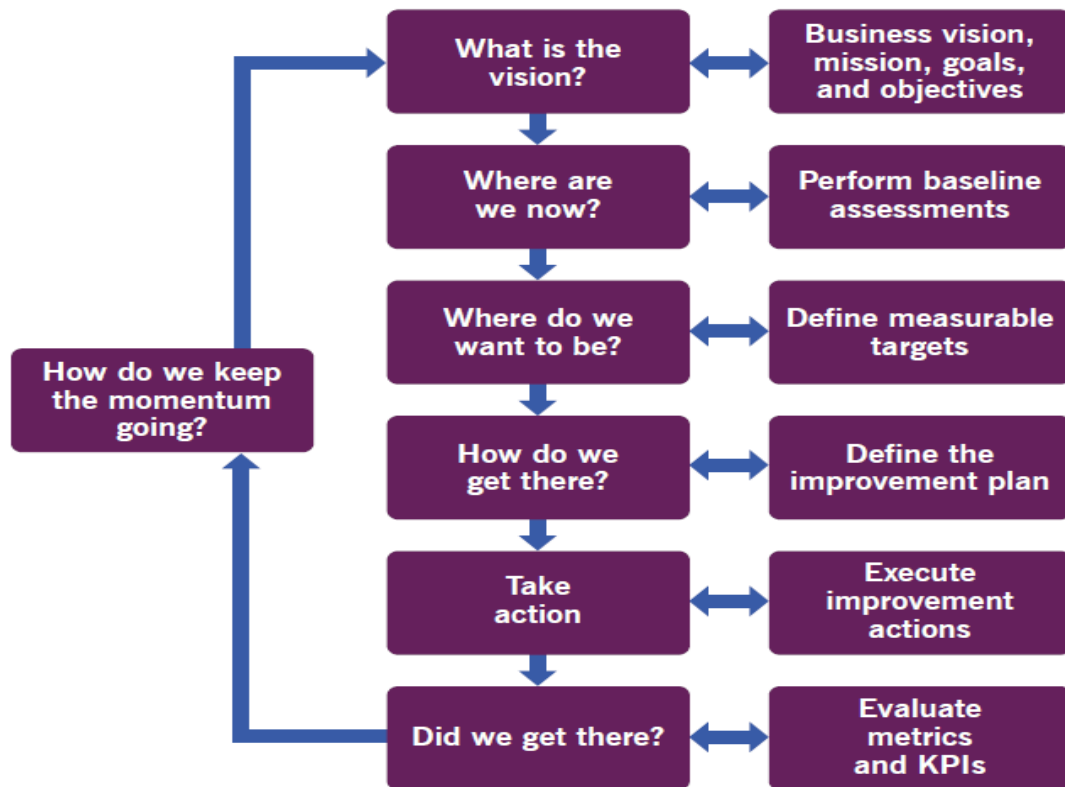 What is the
vision?
Business vision,
mission, goals,
and objectives
Where are
we now?
Perform baseline
assessments
Where do we
want to be?
Define measurable
targets
How do we keep
the momentum
going?
How do we
get there?
Define the
improvement plan
Take
action
Execute
improvement
actions
Did we get there?
Evaluate
metrics
and KPIs